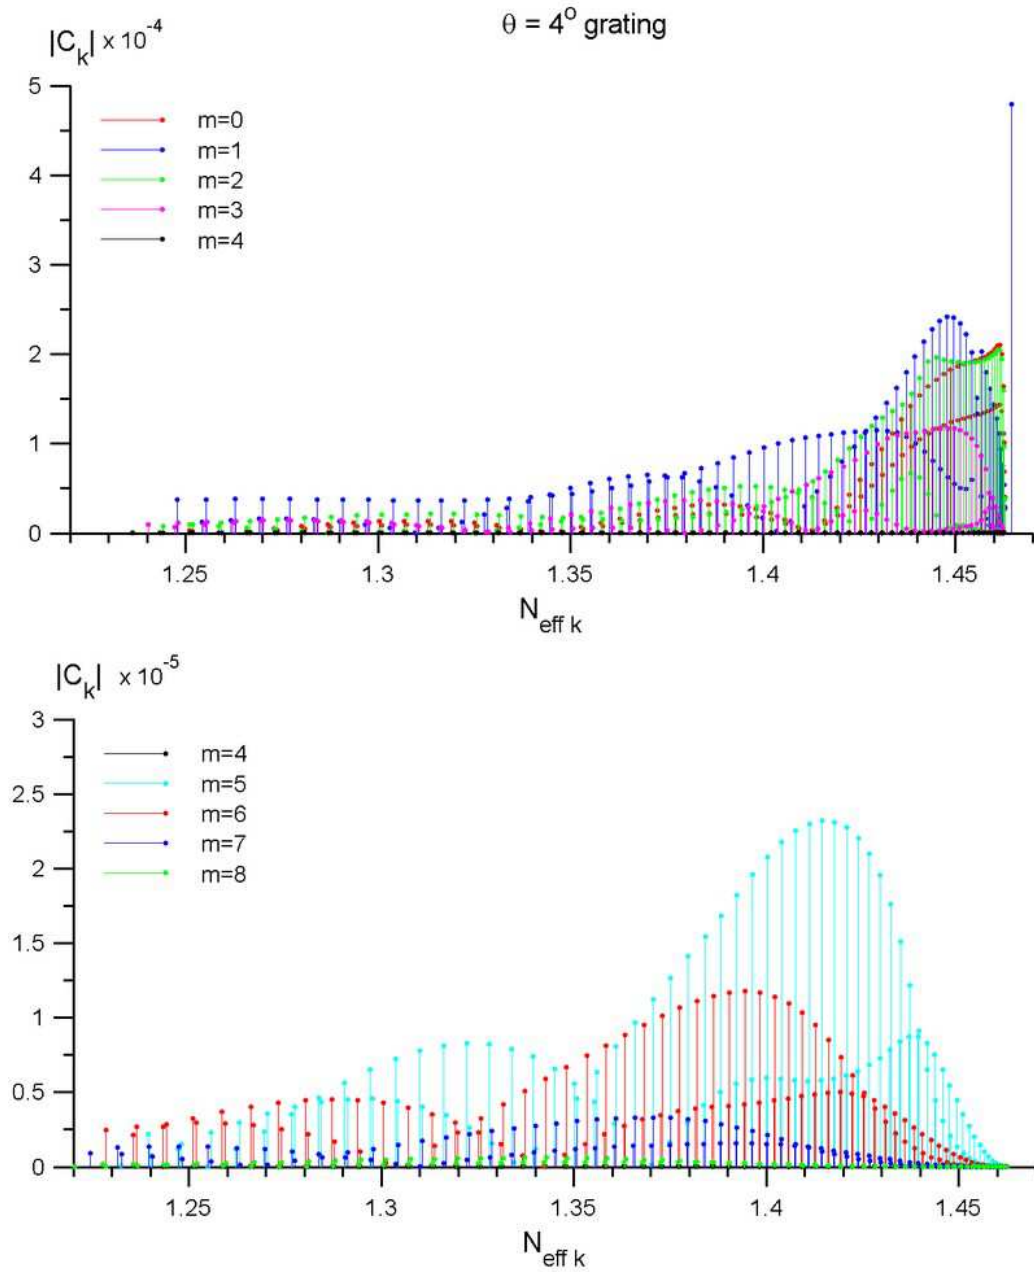 θ = 4° grating
|C_k| x 10^-4
5
4
3
2
1
0
m=0
m=1
m=2
m=3
m=4
1.25 1.3 1.35 1.4 1.45
N_eff k
|C_k| x 10^-5
3
2.5
2
1.5
1
0.5
0
m=4
m=5
m=6
m=7
m=8
1.25 1.3 1.35 1.4 1.45
N_eff k